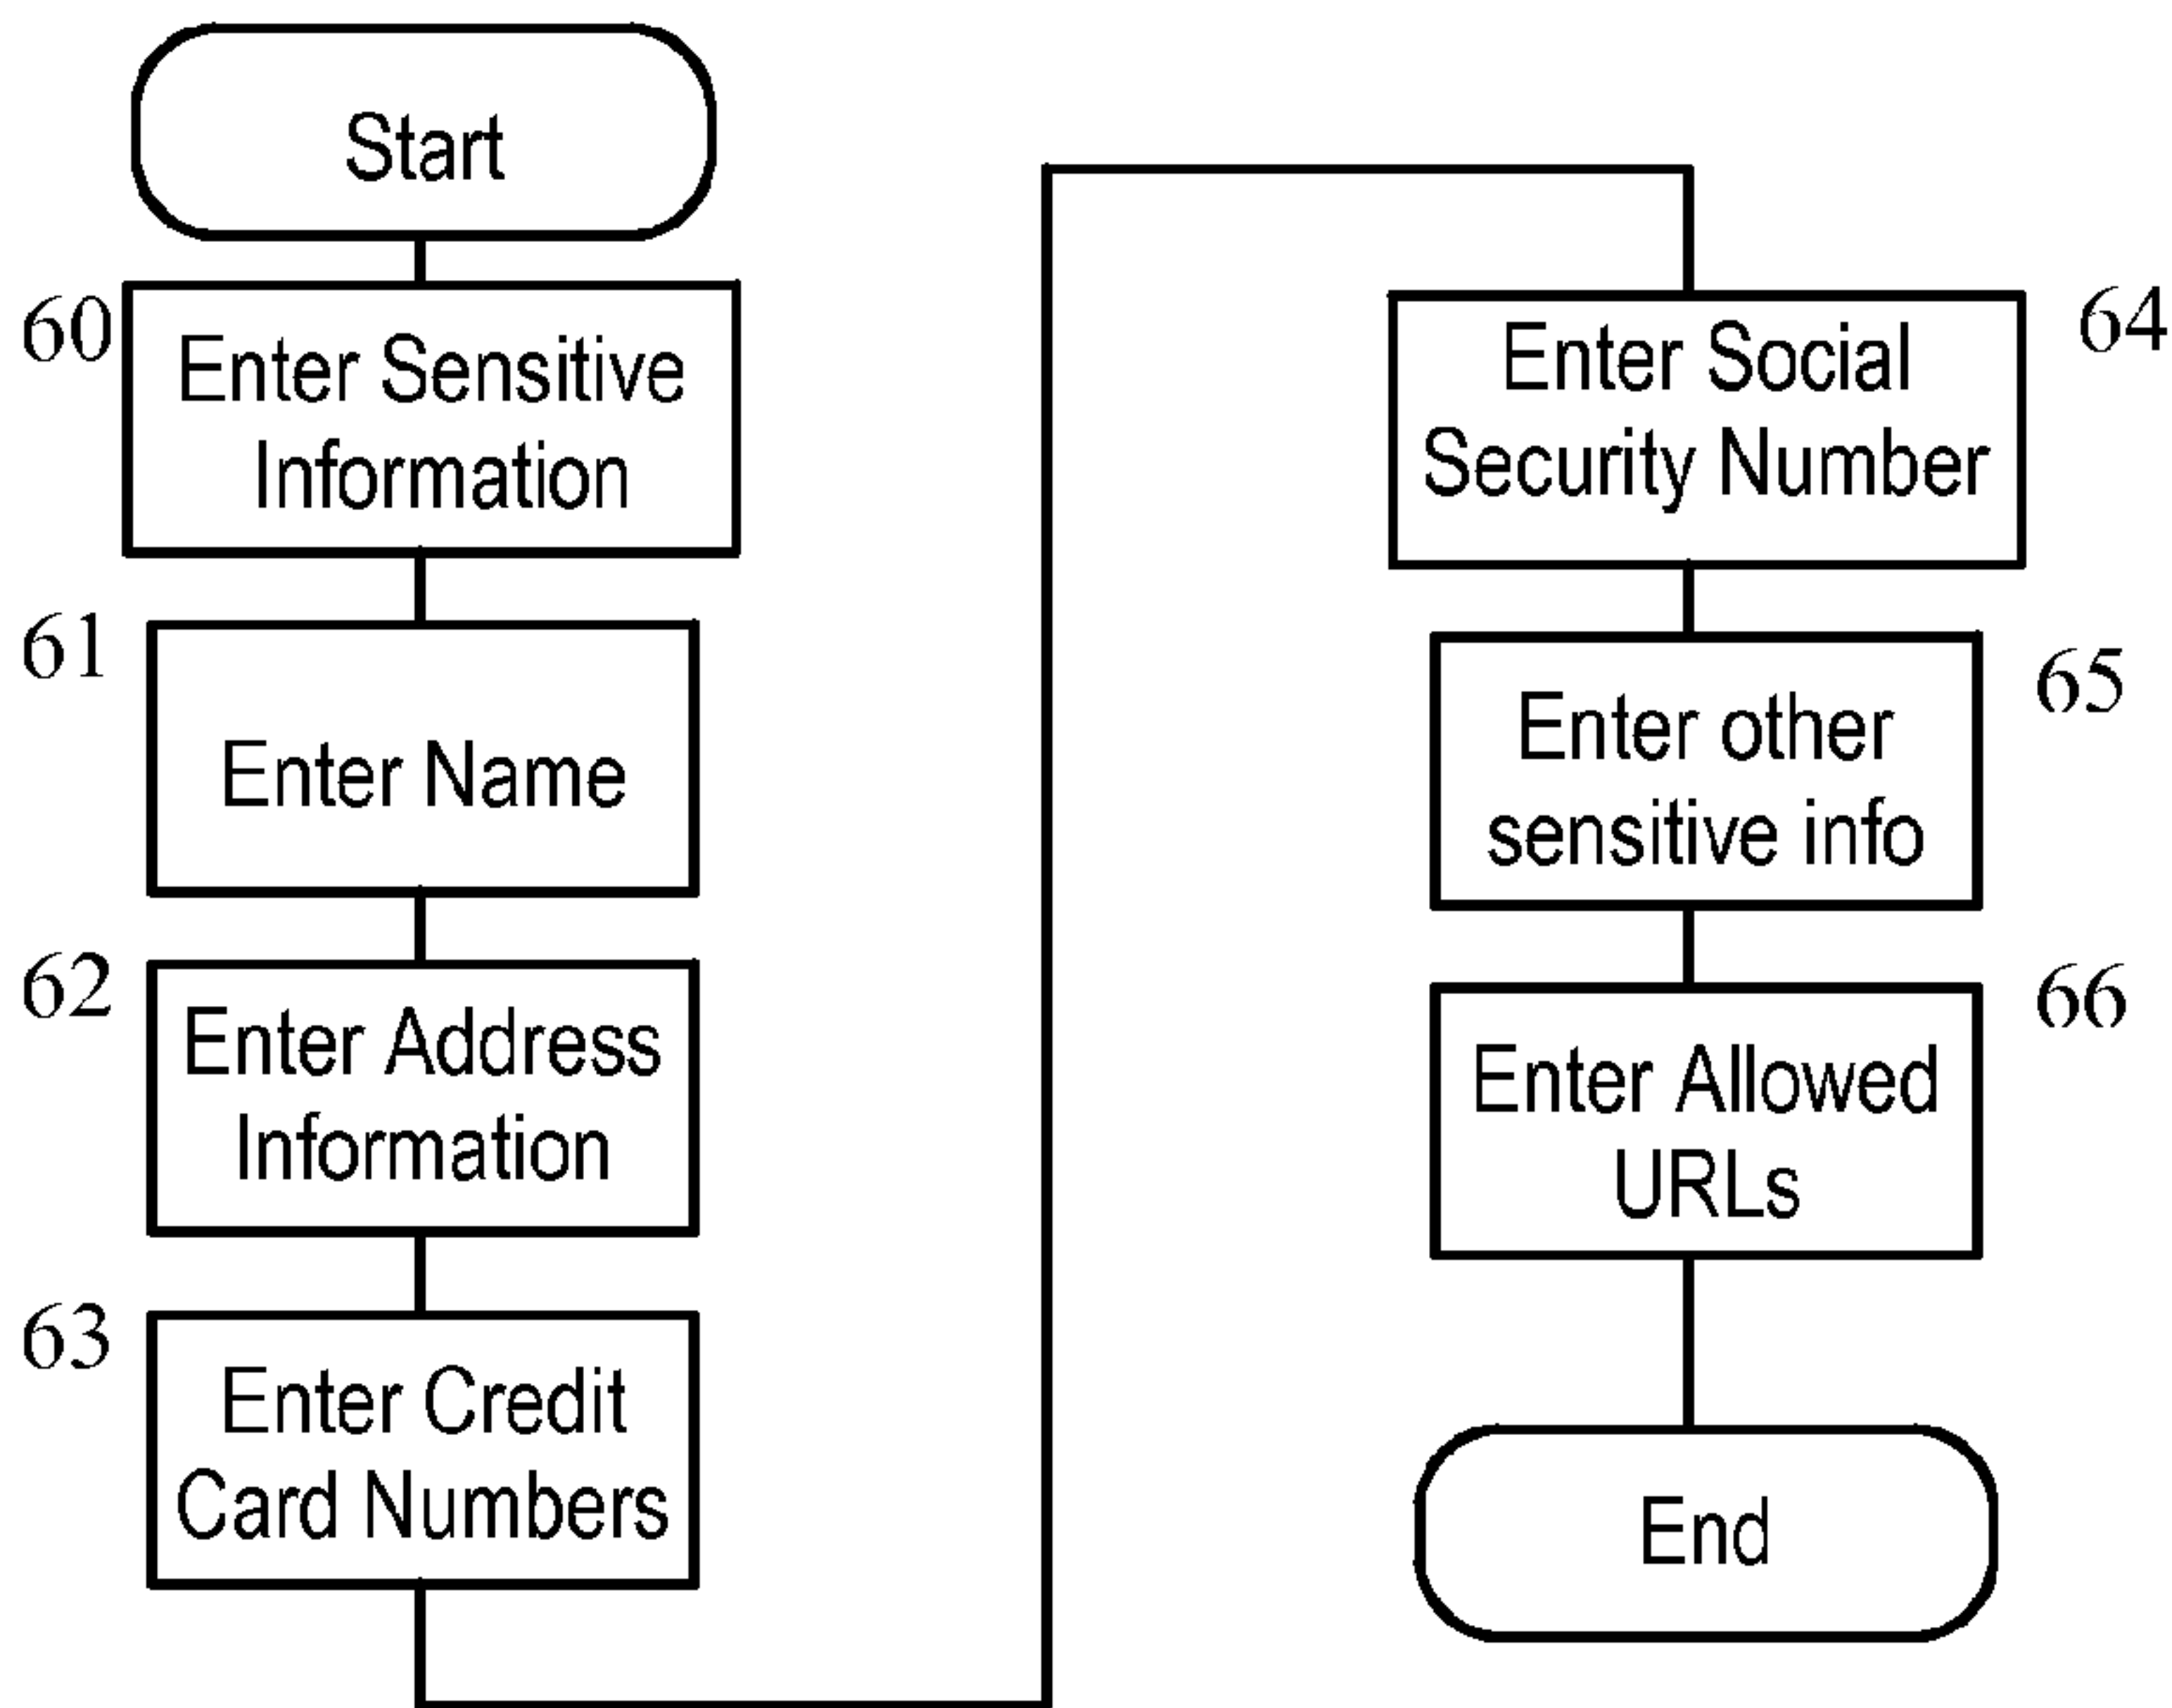 Start
60
Enter Sensitive
Information
61
Enter Name
62
Enter Address
Information
63
Enter Credit
Card Numbers
64
Enter Social
Security Number
65
Enter other
sensitive info
66
Enter Allowed
URLs
End